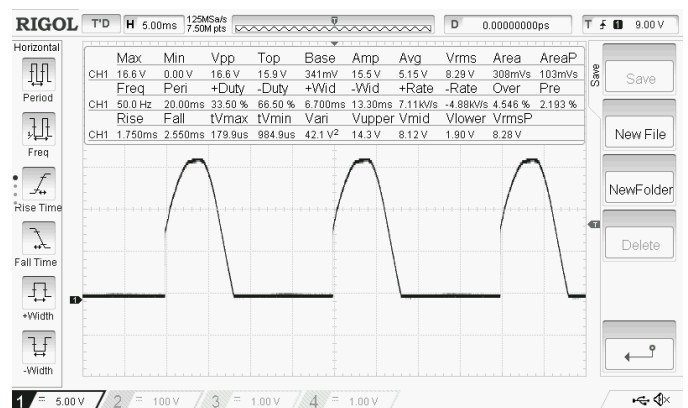 RIGOL T'D H 5.00ms 125MSa/s 7.50M pts D 0.00000000ps T 1 9.00 V
Horizontal
Period
Freq
Rise Time
Fall Time
+Width
-Width
Max Min Vpp Top Base Amp Avg Vrms Area AreaP
CH1 16.6 V 0.00 V 16.6 V 15.9 V 341mV 15.5 V 5.15 V 8.29 V 308mVs 103mVs
Freq Peri +Duty -Duty +Wid -Wid +Rate -Rate Over Pre
CH1 50.0 Hz 20.00ms 33.50 % 66.50 % 6.700ms 13.30ms 7.11kV/s -4.88kV/s 4.546 % 2.193 %
Rise Fall tVmax tVmin Vari Vupper Vmid Vlower VrmsP
CH1 1.750ms 2.550ms 179.9us 984.9us 42.1 V² 14.3 V 8.12 V 1.90 V 8.28 V
T
1
Save
Save
New File
NewFolder
Delete
1 = 5.00 V 2 = 100 V 3 = 1.00 V 4 = 1.00 V